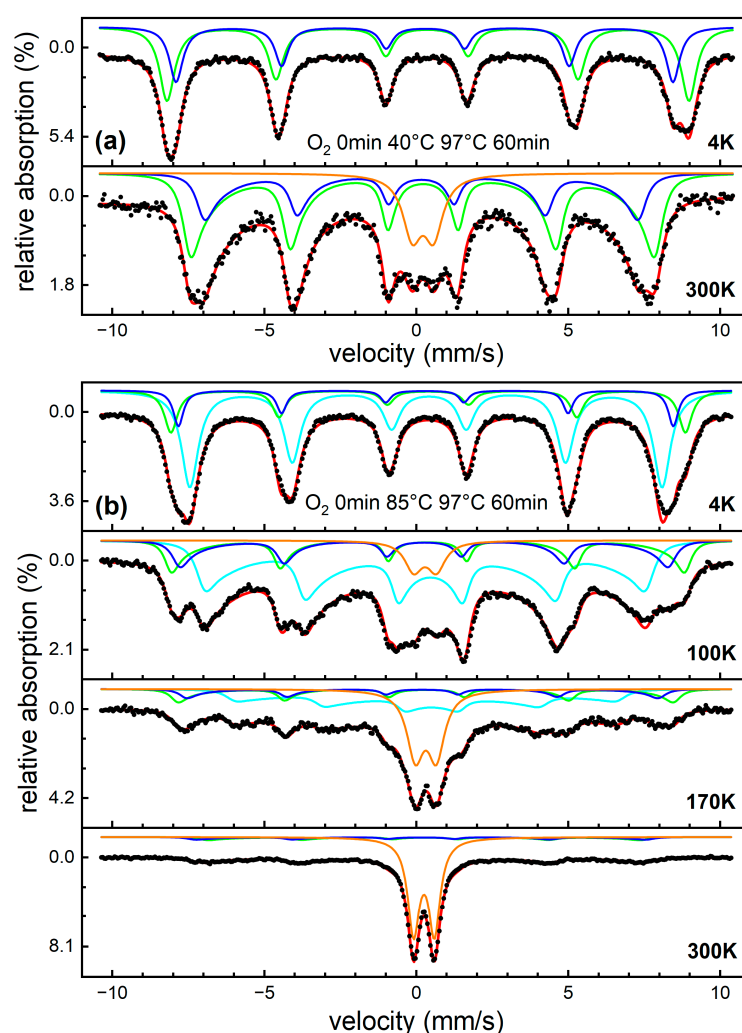 0.0
5.4
(a)
O₂ 0min 40°C 97°C 60min
4K
relative absorption (%)
0.0
1.8
300K
−10 −5 0 5 10
velocity (mm/s)
0.0
3.6
(b)
O₂ 0min 85°C 97°C 60min
4K
relative absorption (%)
0.0
2.1
100K
0.0
4.2
170K
relative absorption (%)
0.0
8.1
300K
−10 −5 0 5 10
velocity (mm/s)